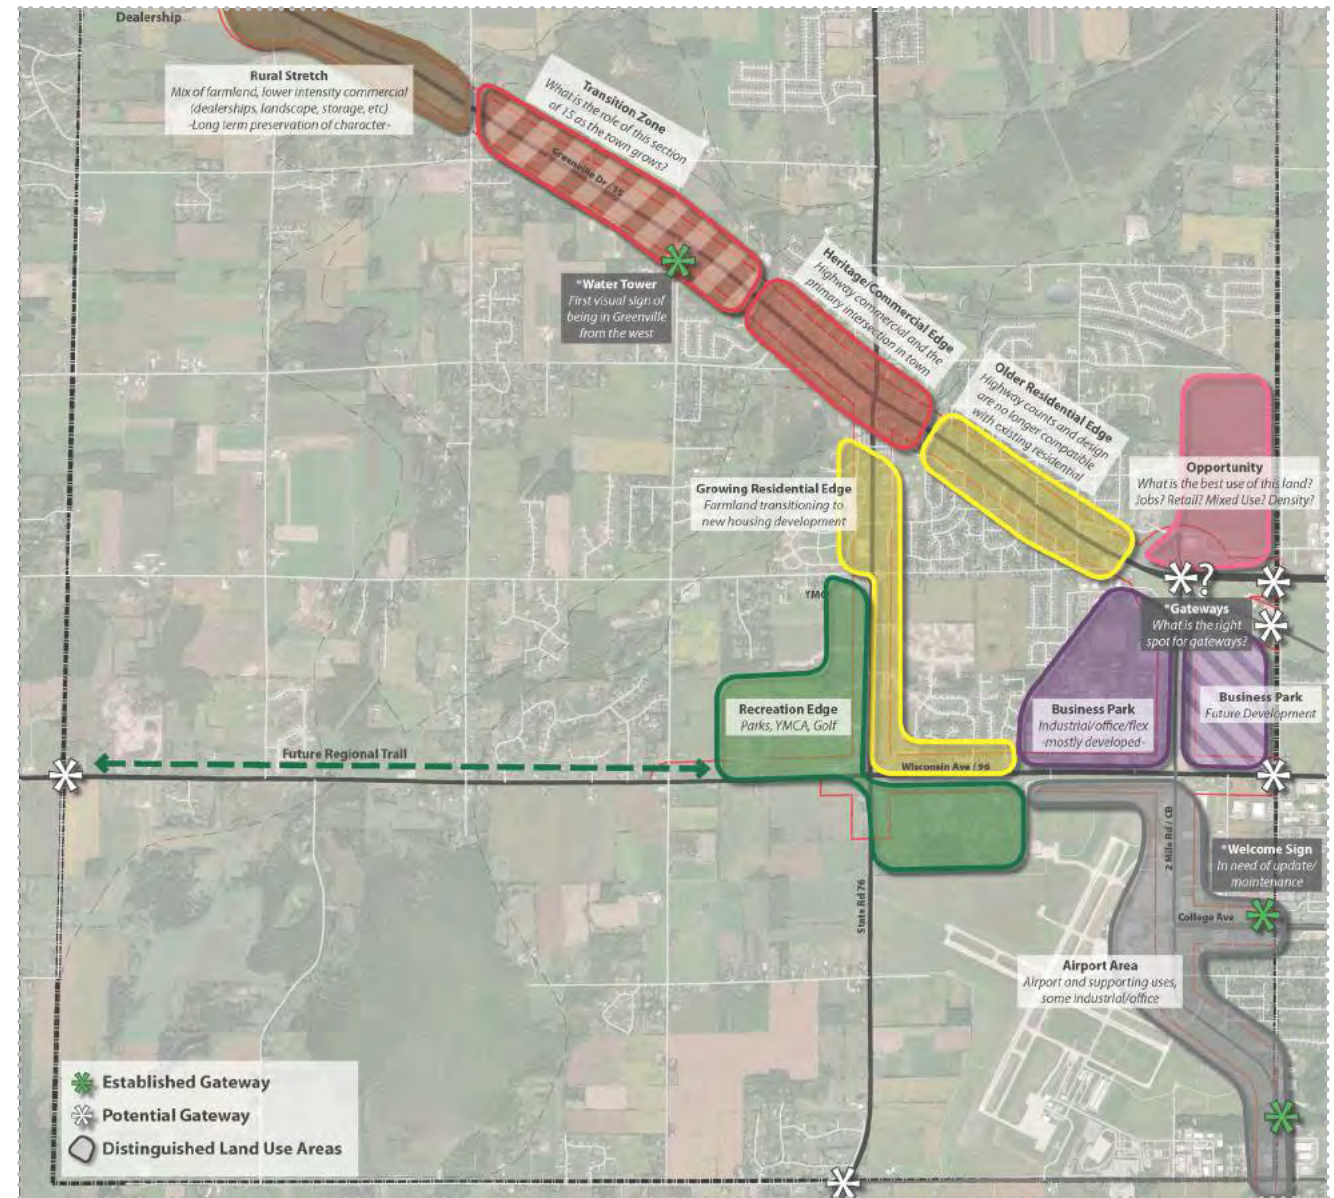 Dealership
Rural Stretch
Mix of farmland, lower intensity commercial
(dealerships, landscape, storage, etc)
-Long term preservation of character-
Transition Zone
What is the role of this section
of 15 as the town grows?
Greenville Dr / 15
*Water Tower
First visual sign of
being in Greenville
from the west
Heritage/Commercial Edge
Highway commercial and the
primary intersection in town
Older Residential Edge
Highway counts and design
are no longer compatible
with existing residential
Opportunity
What is the best use of this land?
Jobs? Retail? Mixed Use? Density?
Growing Residential Edge
Farmland transitioning to
new housing development
?
*Gateways
What is the right
spot for gateways?
YMC
Recreation Edge
Parks, YMCA, Golf
Business Park
Industrial/office/flex
-mostly developed-
Business Park
Future Development
Future Regional Trail
Wisconsin Ave / 96
2 Mile Rd / CB
*Welcome Sign
In need of update/
maintenance
State Rd 76
College Ave
Airport Area
Airport and supporting uses,
some industrial/office
Established Gateway
Potential Gateway
Distinguished Land Use Areas